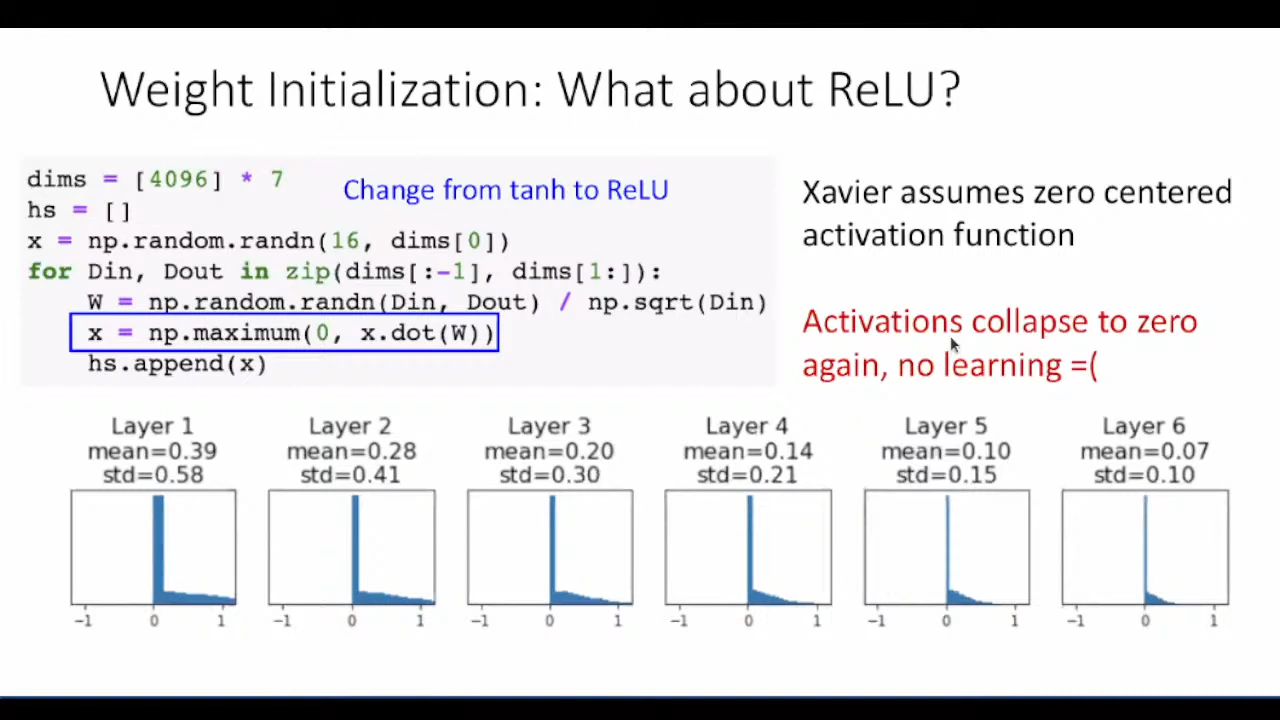 Weight Initialization: What about ReLU?
dims = [4096] * 7
Change from tanh to ReLU
hs = []
x = np.random.randn(16, dims[0])
for Din, Dout in zip(dims[:-1], dims[1:]):
W = np.random.randn(Din, Dout) / np.sqrt(Din)
x = np.maximum(0, x.dot(W))
hs.append(x)
Xavier assumes zero centered
activation function
Activations collapse to zero
again, no learning =(
Layer 1
mean=0.39
std=0.58
-1 0 1
Layer 2
mean=0.28
std=0.41
-1 0 1
Layer 3
mean=0.20
std=0.30
-1 0 1
Layer 4
mean=0.14
std=0.21
-1 0 1
Layer 5
mean=0.10
std=0.15
-1 0 1
Layer 6
mean=0.07
std=0.10
-1 0 1